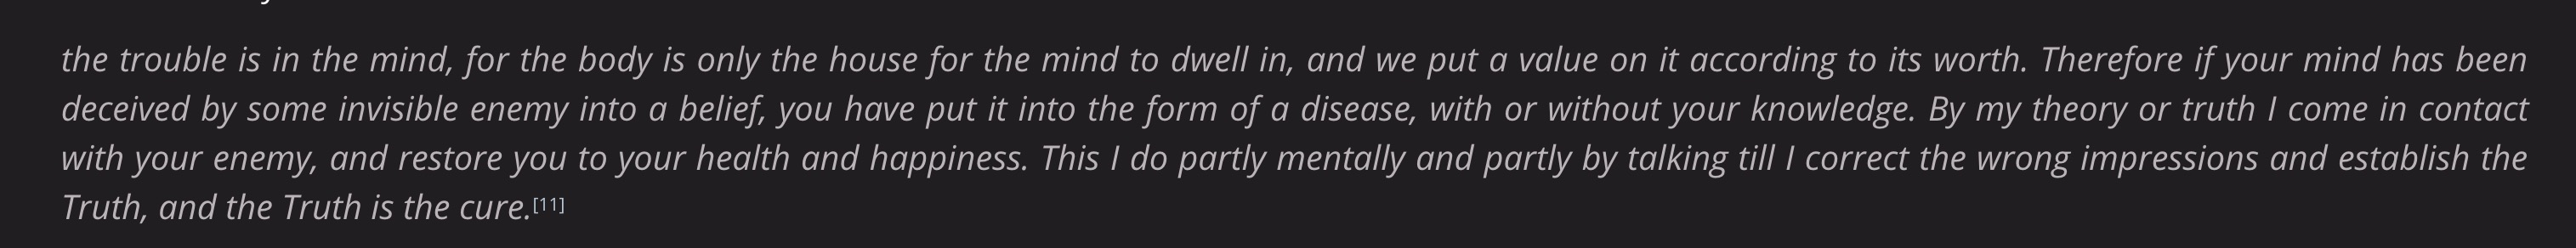 the trouble is in the mind, for the body is only the house for the mind to dwell in, and we put a value on it according to its worth. Therefore if your mind has been
deceived by some invisible enemy into a belief, you have put it into the form of a disease, with or without your knowledge. By my theory or truth I come in contact
with your enemy, and restore you to your health and happiness. This I do partly mentally and partly by talking till I correct the wrong impressions and establish the
Truth, and the Truth is the cure.[11]